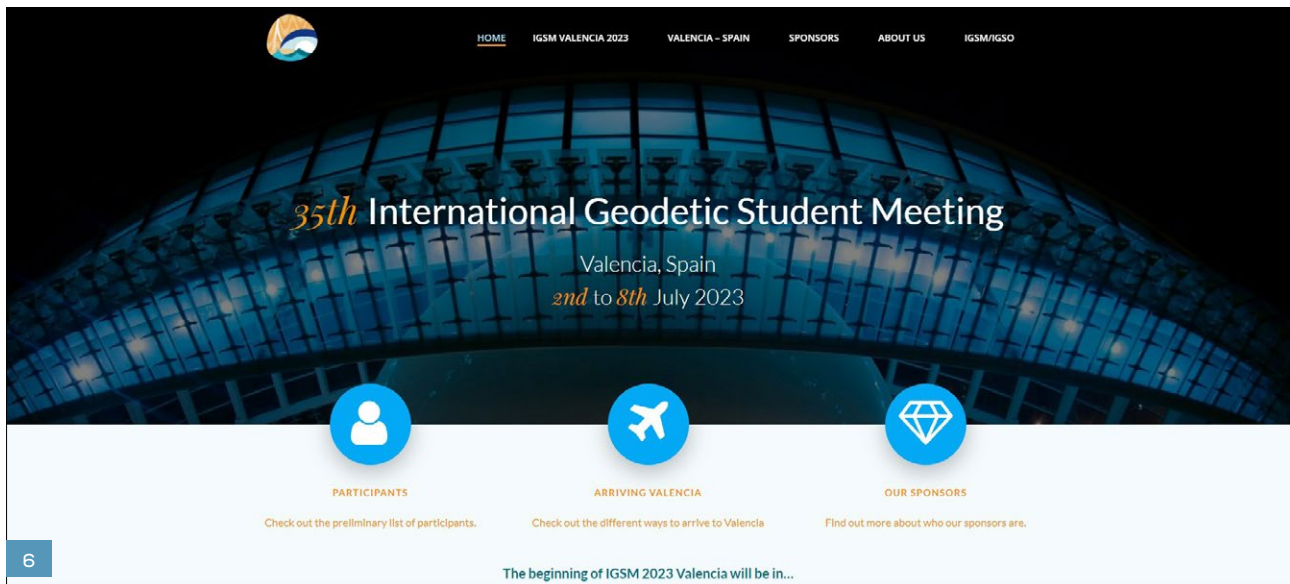 HOME IGSM VALENCIA 2023 VALENCIA – SPAIN SPONSORS ABOUT US IGSM/IGSO
35th International Geodetic Student Meeting
Valencia, Spain
2nd to 8th July 2023
PARTICIPANTS ARRIVING VALENCIA OUR SPONSORS
Check out the preliminary list of participants. Check out the different ways to arrive to Valencia Find out more about who our sponsors are.
6
The beginning of IGSM 2023 Valencia will be in...